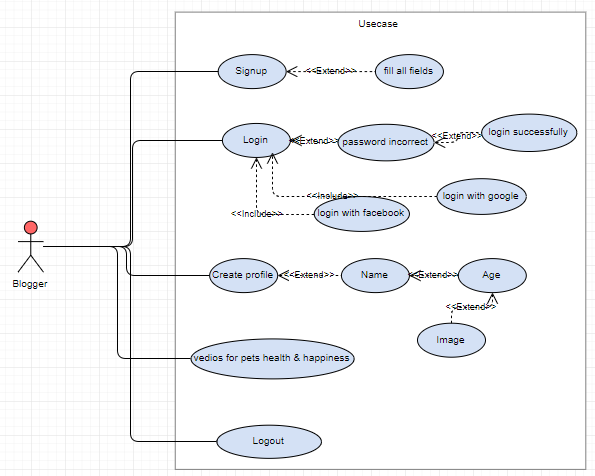 Usecase
Signup
<<Extend>>
fill all fields
Login
<<Extend>>
password incorrect
<<Extend>>
login successfully
<<Include>>
login with google
<<Include>>
login with facebook
Blogger
Create profile
<<Extend>>
Name
<<Extend>>
Age
<<Extend>>
Image
vedios for pets health & happiness
Logout